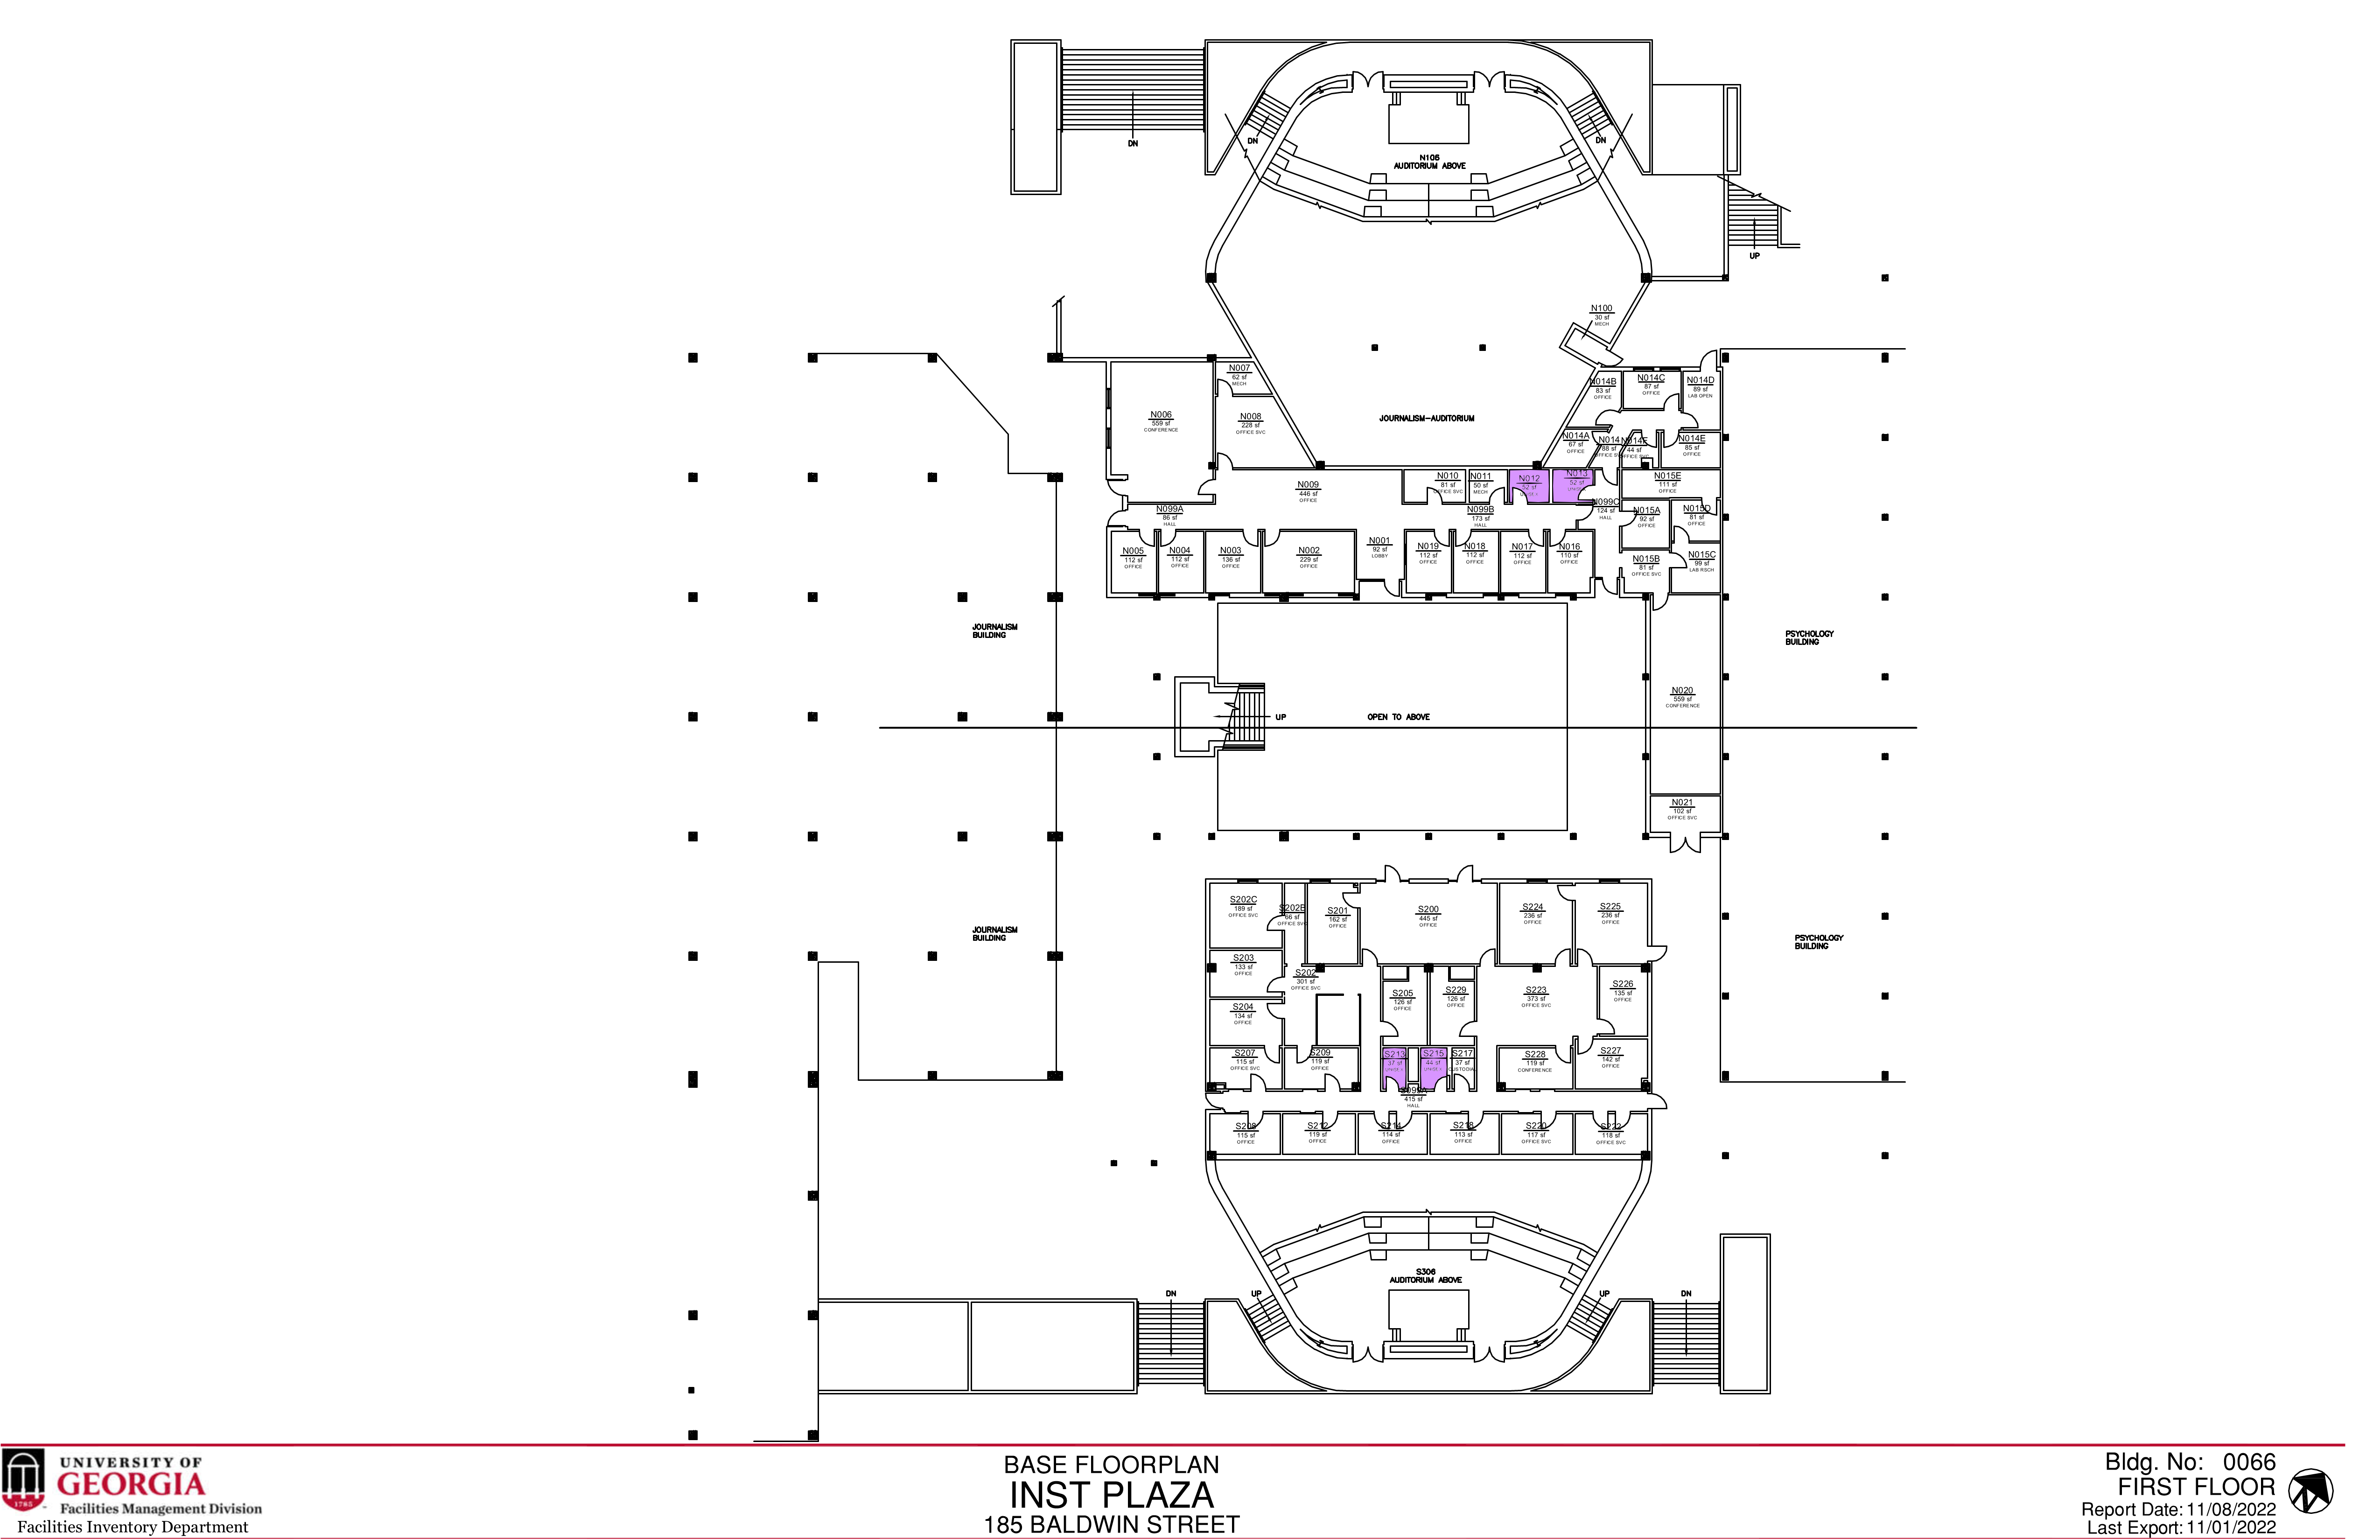 DN
DN
DN
N106
AUDITORIUM ABOVE
UP
N100
30 sf
MECH
N007
62 sf
MECH
N014B
83 sf
OFFICE
N014C
87 sf
OFFICE
N014D
89 sf
LAB OPEN
N006
559 sf
CONFERENCE
N008
228 sf
OFFICE SVC
JOURNALISM-AUDITORIUM
N014A
67 sf
OFFICE
N014
88 sf
OFFICE SVC
N014F
44 sf
OFFICE SVC
N014E
85 sf
OFFICE
N009
446 sf
OFFICE
N010
81 sf
OFFICE SVC
N011
50 sf
MECH
N012
52 sf
N013
52 sf
N015E
111 sf
OFFICE
N099A
86 sf
HALL
N099B
173 sf
HALL
N099C
124 sf
HALL
N015A
92 sf
OFFICE
N015D
81 sf
OFFICE
N005
112 sf
OFFICE
N004
112 sf
OFFICE
N003
136 sf
OFFICE
N002
229 sf
OFFICE
N001
92 sf
LOBBY
N019
112 sf
OFFICE
N018
112 sf
OFFICE
N017
112 sf
OFFICE
N016
110 sf
OFFICE
N015B
81 sf
OFFICE SVC
N015C
99 sf
LAB RSCH
JOURNALISM
BUILDING
PSYCHOLOGY
BUILDING
N020
559 sf
CONFERENCE
UP
OPEN TO ABOVE
N021
102 sf
OFFICE SVC
S202C
189 sf
OFFICE SVC
S202B
66 sf
OFFICE SVC
S201
162 sf
OFFICE
S200
445 sf
OFFICE
S224
236 sf
OFFICE
S225
236 sf
OFFICE
JOURNALISM
BUILDING
PSYCHOLOGY
BUILDING
S203
133 sf
OFFICE
S202
301 sf
OFFICE SVC
S205
126 sf
OFFICE
S229
126 sf
OFFICE
S223
373 sf
OFFICE SVC
S226
135 sf
OFFICE
S204
134 sf
OFFICE
S207
115 sf
OFFICE SVC
S209
119 sf
OFFICE
S213
37 sf
S215
44 sf
S217
37 sf
CUSTODIAL
S228
119 sf
CONFERENCE
S227
142 sf
OFFICE
S099A
415 sf
HALL
S208
115 sf
OFFICE
S212
119 sf
OFFICE
S214
114 sf
OFFICE
S218
113 sf
OFFICE
S220
117 sf
OFFICE SVC
S222
118 sf
OFFICE SVC
S306
AUDITORIUM ABOVE
DN
UP
UP
DN
1785
UNIVERSITY OF
GEORGIA
Facilities Management Division
Facilities Inventory Department
BASE FLOORPLAN
INST PLAZA
185 BALDWIN STREET
Bldg. No: 0066
FIRST FLOOR
Report Date: 11/08/2022
Last Export: 11/01/2022